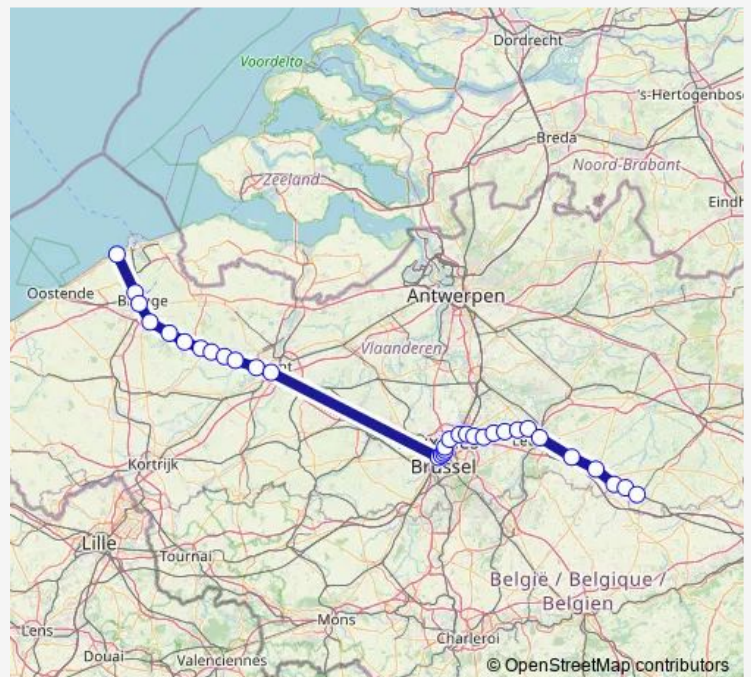 Dordrecht
Voordelta
's-Hertogenbos
Breda
Noord-Brabant
Zeeland
Eindh
Oostende
Antwerpen
Vlaanderen
Brussel
Kortrijk
Lille
Tournai
België / Belgique /
Belgien
Lens
Mons
Charleroi
Douai
Valenciennes
© OpenStreetMap contributors